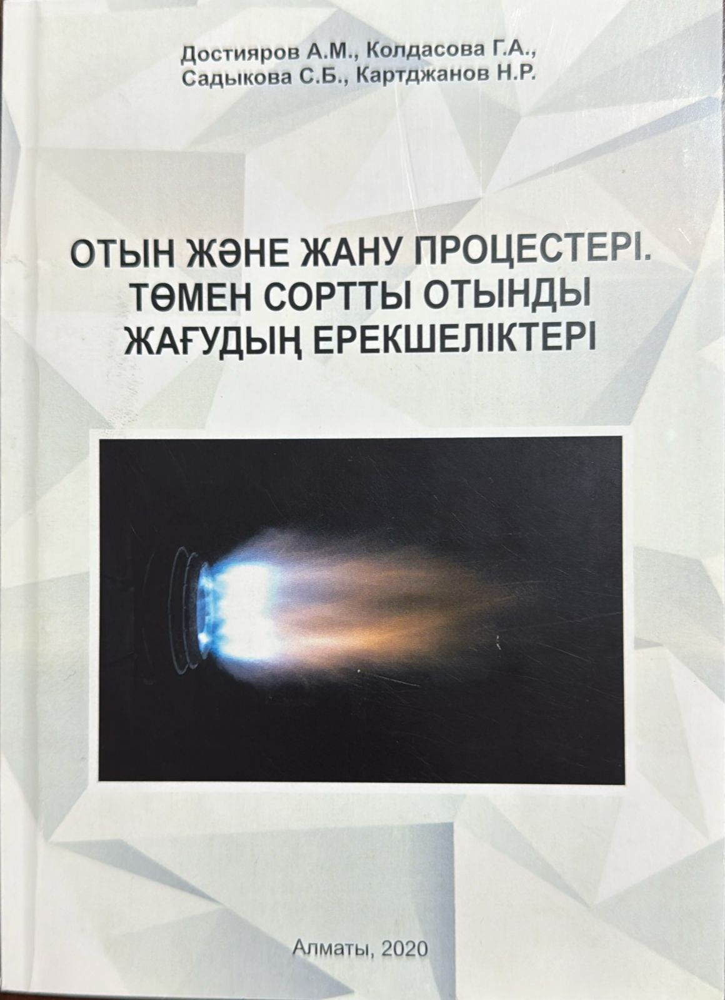 Достияров А.М., Колдасова Г.А.,
Садыкова С.Б., Картджанов Н.Р.
ОТЫН ЖӘНЕ ЖАНУ ПРОЦЕСТЕРІ.
ТӨМЕН СОРТТЫ ОТЫНДЫ
ЖАҒУДЫҢ ЕРЕКШЕЛІКТЕРІ
Алматы, 2020